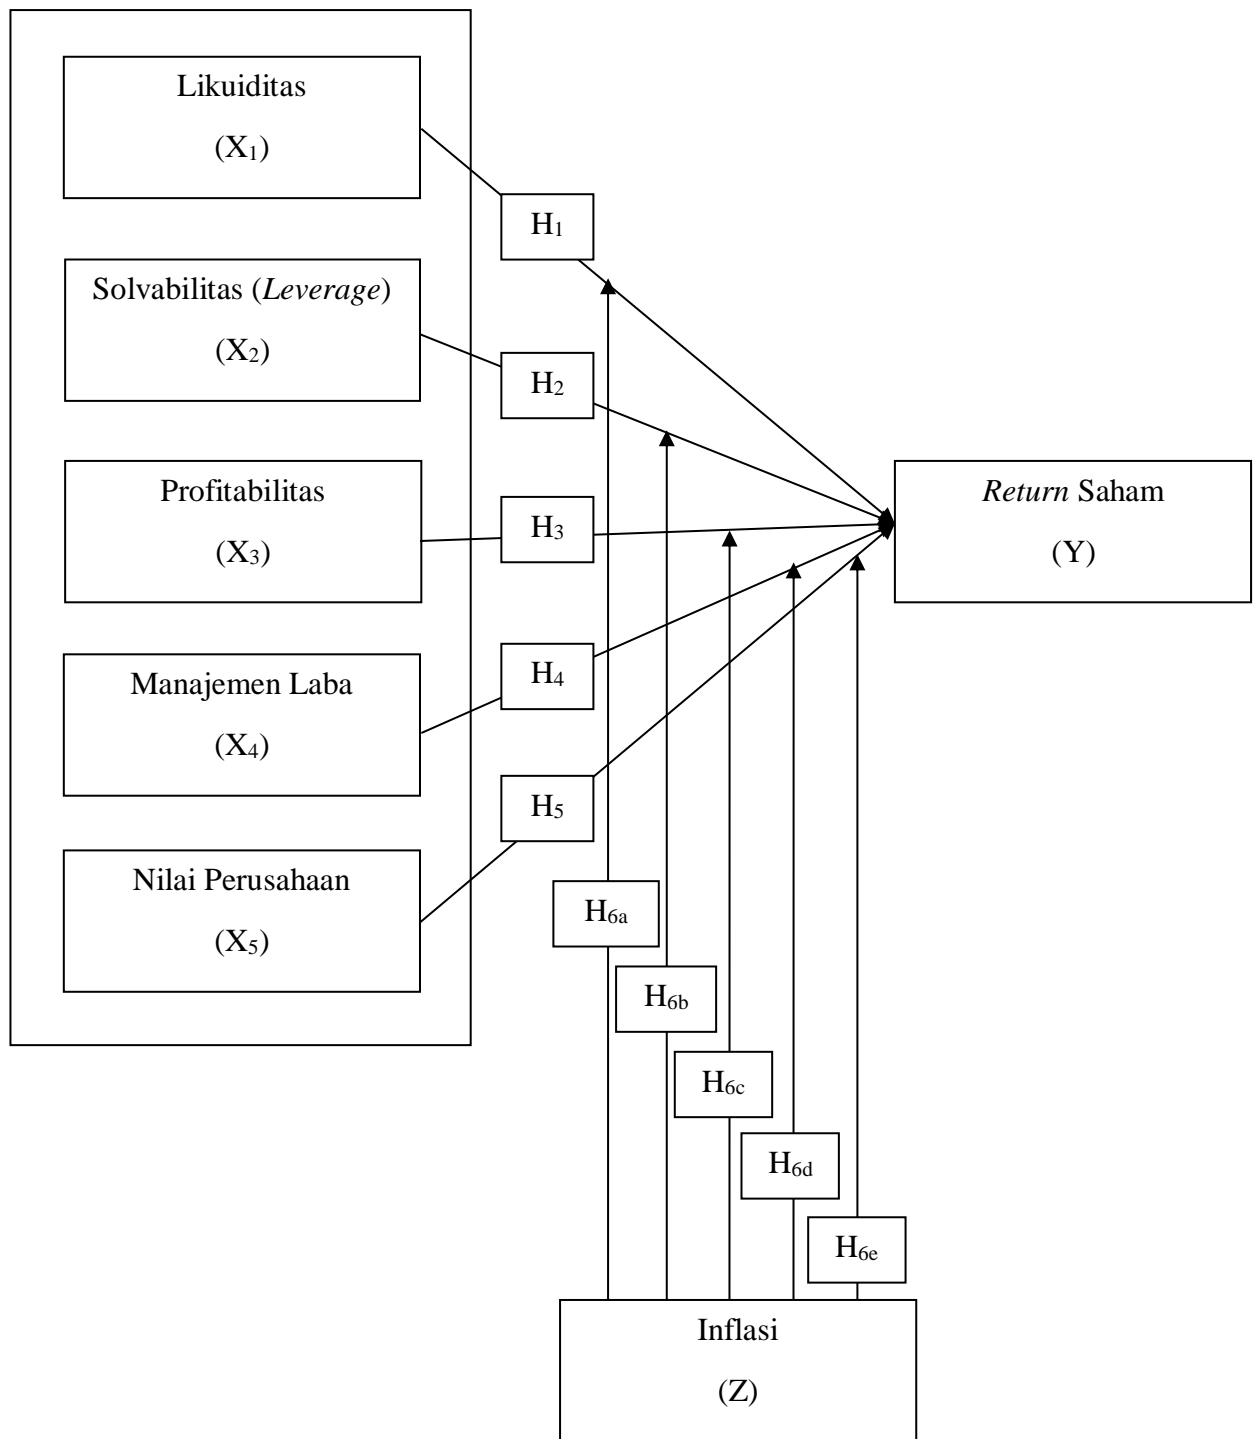 Likuiditas
(X₁)
H₁
Solvabilitas (Leverage)
(X₂)
H₂
Profitabilitas
(X₃)
H₃
Return Saham
(Y)
Manajemen Laba
(X₄)
H₄
H₅
Nilai Perusahaan
(X₅)
H6a
H6b
H6c
H6d
H6e
Inflasi
(Z)